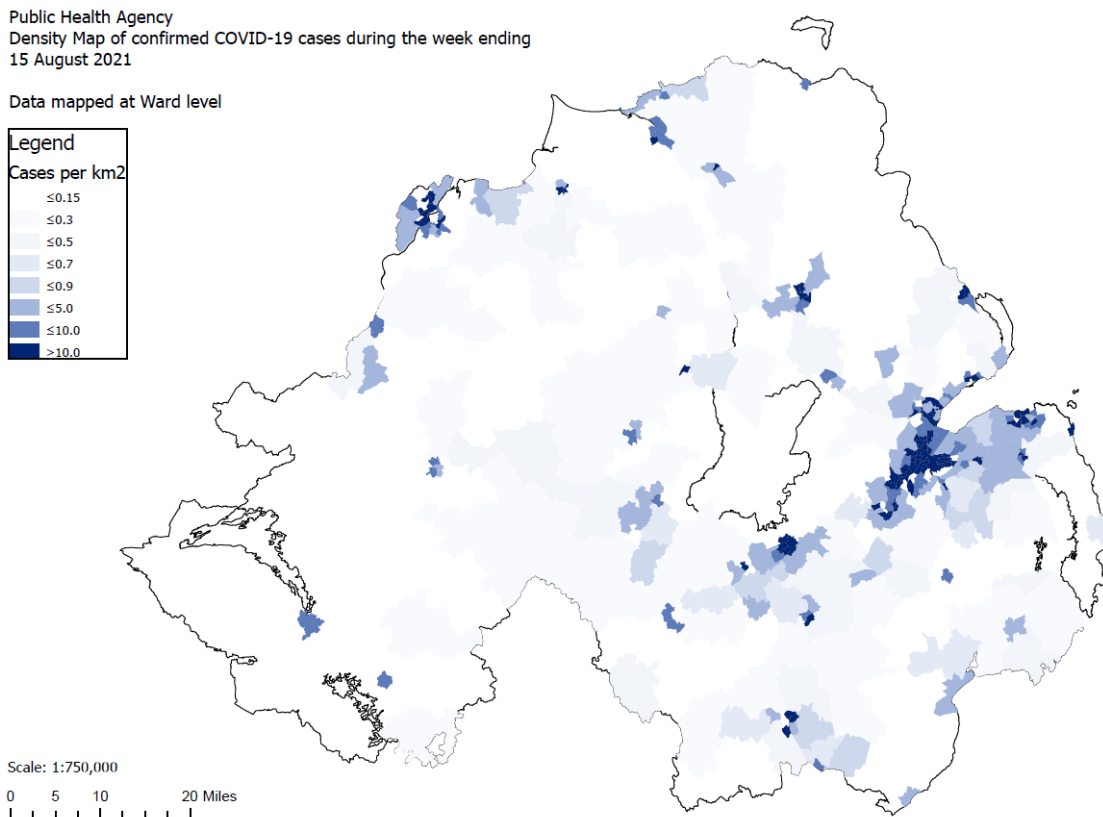 Public Health Agency
Density Map of confirmed COVID-19 cases during the week ending
15 August 2021
Data mapped at Ward level
Legend
Cases per km2
≤0.15
≤0.3
≤0.5
≤0.7
≤0.9
≤5.0
≤10.0
>10.0
Scale: 1:750,000
0 5 10 20 Miles